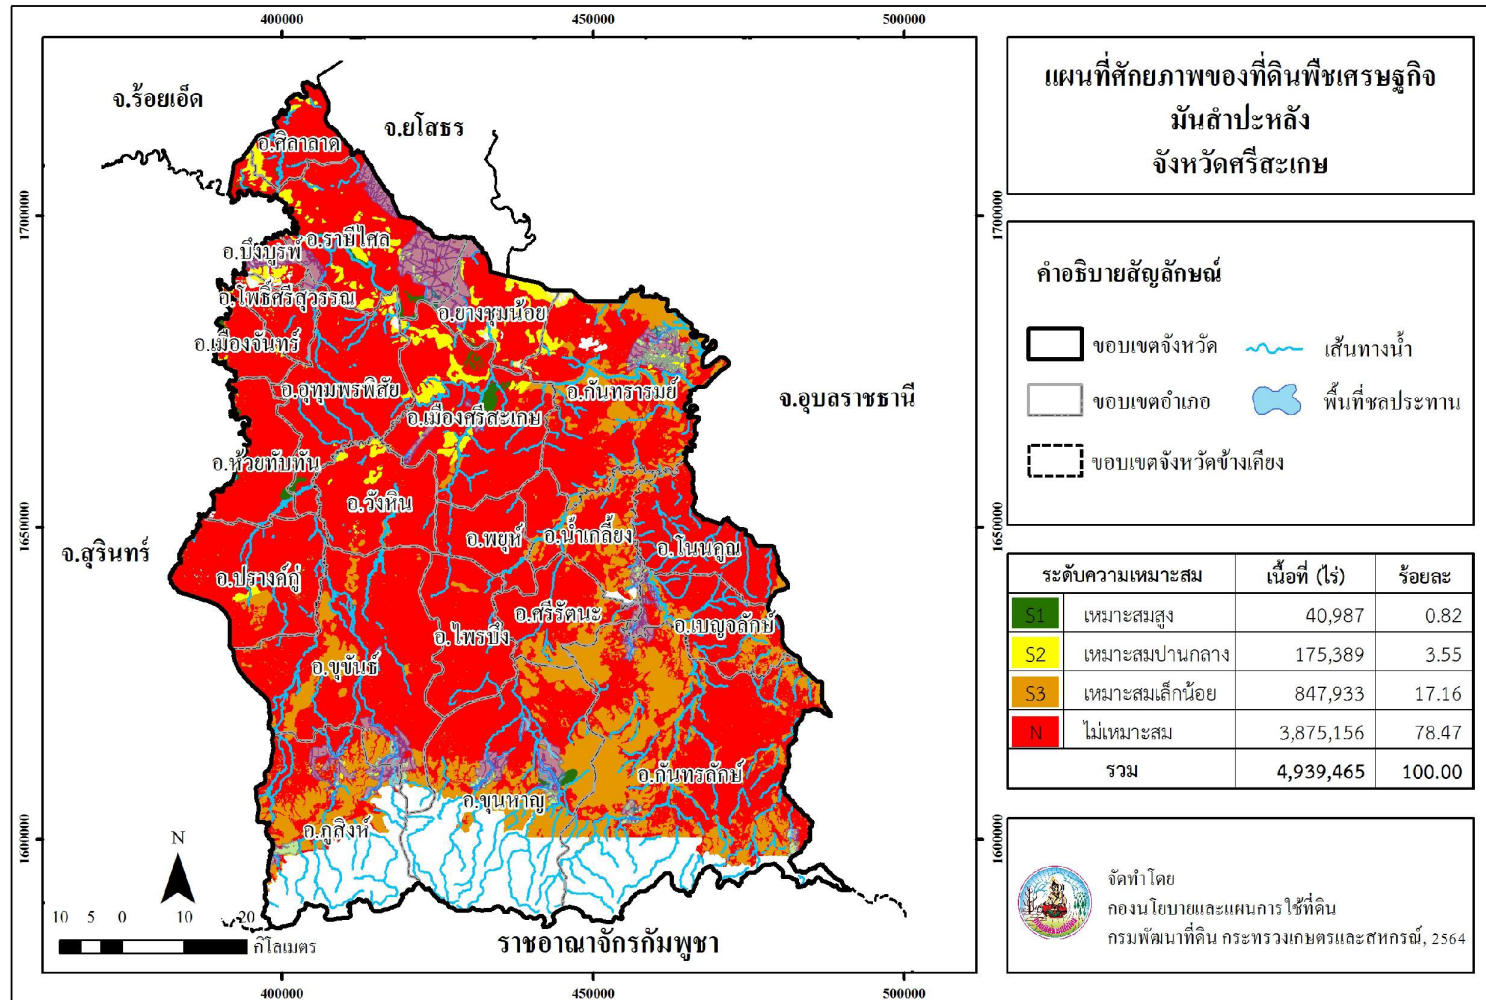 400000
450000
500000
แผนที่ศักยภาพของที่ดินพืชเศรษฐกิจ
มันสำปะหลัง
จังหวัดศรีสะเกษ
จ.ร้อยเอ็ด
จ.ยโสธร
อ.ศิลาลาด
1700000
1700000
อ.ราษีไศล
อ.บึงบูรพ์
อ.โพธิ์ศรีสุวรรณ
อ.ยางชุมน้อย
อ.เมืองจันทร์
อ.อุทุมพรพิสัย
อ.กันทรารมย์
อ.เมืองศรีสะเกษ
จ.อุบลราชธานี
อ.ห้วยทับทัน
อ.วังหิน
อ.พยุห์
อ.น้ำเกลี้ยง
อ.โนนคูณ
1650000
1650000
จ.สุรินทร์
อ.ปรางค์กู่
อ.ศรีรัตนะ
อ.เบญจลักษ์
อ.ไพรบึง
อ.ขุขันธ์
อ.กันทรลักษ์
อ.ขุนหาญ
อ.ภูสิงห์
1600000
1600000
N
10 5 0 10 20
กิโลเมตร
ราชอาณาจักรกัมพูชา
400000
450000
500000
คำอธิบายสัญลักษณ์
ขอบเขตจังหวัด
เส้นทางน้ำ
ขอบเขตอำเภอ
พื้นที่ชลประทาน
ขอบเขตจังหวัดข้างเคียง
ระดับความเหมาะสม เนื้อที่ (ไร่) ร้อยละ
S1 เหมาะสมสูง 40,987 0.82
S2 เหมาะสมปานกลาง 175,389 3.55
S3 เหมาะสมเล็กน้อย 847,933 17.16
N ไม่เหมาะสม 3,875,156 78.47
รวม 4,939,465 100.00
จัดทำโดย
กองนโยบายและแผนการใช้ที่ดิน
กรมพัฒนาที่ดิน กระทรวงเกษตรและสหกรณ์, 2564